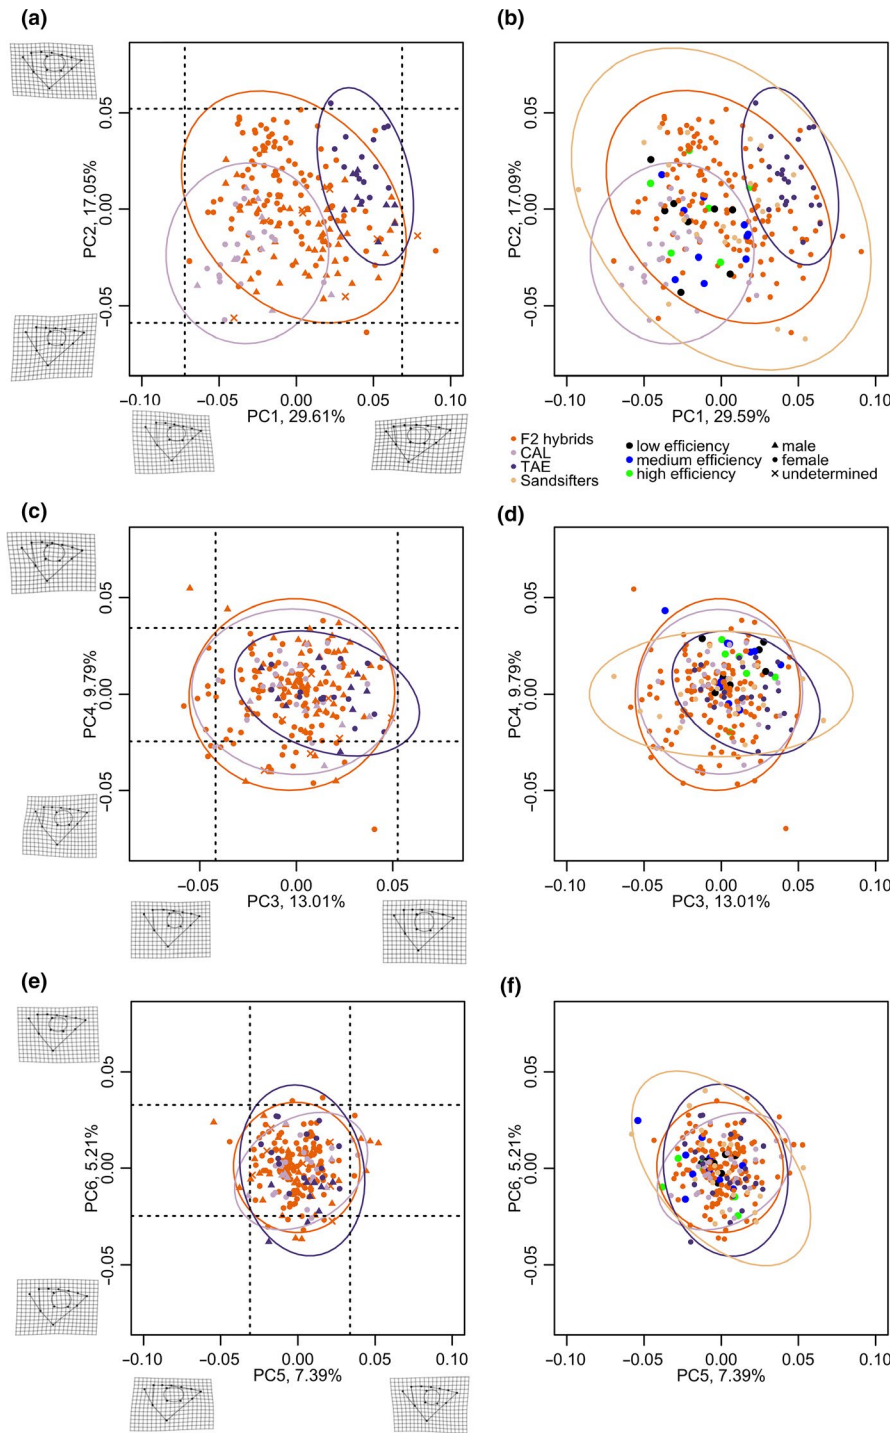 (a)
(b)
0.05
0.00
−0.05
PC2, 17.05%
−0.10 −0.05 0.00 0.05 0.10
PC1, 29.61%
0.05
0.00
−0.05
PC2, 17.09%
−0.10 −0.05 0.00 0.05 0.10
PC1, 29.59%
F2 hybrids
CAL
TAE
Sandsifters
low efficiency
medium efficiency
high efficiency
male
female
undetermined
(c)
(d)
0.05
0.00
−0.05
PC4, 9.79%
−0.05 0.00 0.05
PC3, 13.01%
0.05
0.00
−0.05
PC4, 9.79%
−0.10 −0.05 0.00 0.05 0.10
PC3, 13.01%
(e)
(f)
0.05
0.00
−0.05
PC6, 5.21%
−0.10 −0.05 0.00 0.05 0.10
PC5, 7.39%
0.05
0.00
−0.05
PC6, 5.21%
−0.10 −0.05 0.00 0.05 0.10
PC5, 7.39%